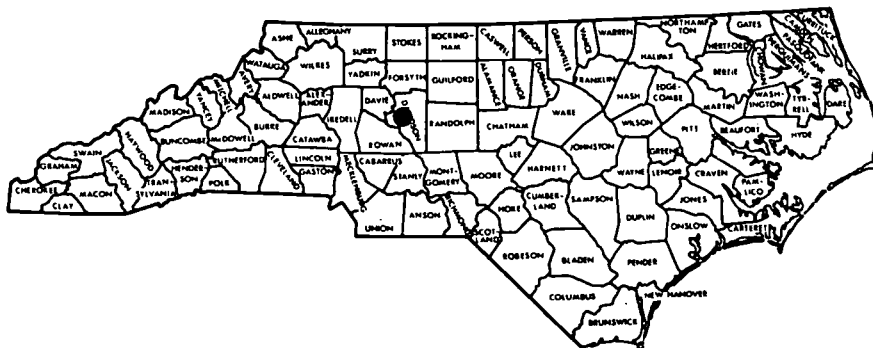 ASHE
ALLEGHANY
SURRY
STOKES
ROCKING-
HAM
CASWELL
PERSON
GRANVILLE
VANCE
WARREN
NORTHAMP
TON
GATES
HERTFORD
CURRITUCK
CAMDEN
PASQUOTANK
PERQUIMANS
CHOWAN
WATAUGA
WILKES
YADKIN
FORSYTH
GUILFORD
ALAMANCE
ORANGE
DURHAM
FRANKLIN
HALIFAX
BERTIE
AVERY
MITCHELL
YANCEY
MADISON
CALDWELL
ALEX-
ANDER
IREDELL
DAVIE
DAVIDSON
RANDOLPH
CHATHAM
WAKE
NASH
EDGE-
COMBE
MARTIN
WASH-
INGTON
TYR-
RELL
DARE
HAYWOOD
BUNCOMBE
McDOWELL
BURKE
CATAWBA
ROWAN
WILSON
PITT
BEAUFORT
HYDE
SWAIN
GRAHAM
CHEROKEE
CLAY
MACON
JACKSON
TRAN-
SYLVANIA
HENDER-
SON
POLK
RUTHERFORD
CLEVELAND
LINCOLN
GASTON
MECKLENBURG
CABARRUS
STANLY
MONT-
GOMERY
MOORE
LEE
HARNETT
JOHNSTON
GREENE
WAYNE
LENOIR
CRAVEN
PAM-
LICO
UNION
ANSON
RICHMOND
SCOT-
LAND
HOKE
CUMBER-
LAND
SAMPSON
DUPLIN
JONES
ONSLOW
CARTERET
ROBESON
BLADEN
PENDER
COLUMBUS
NEW HANOVER
BRUNSWICK